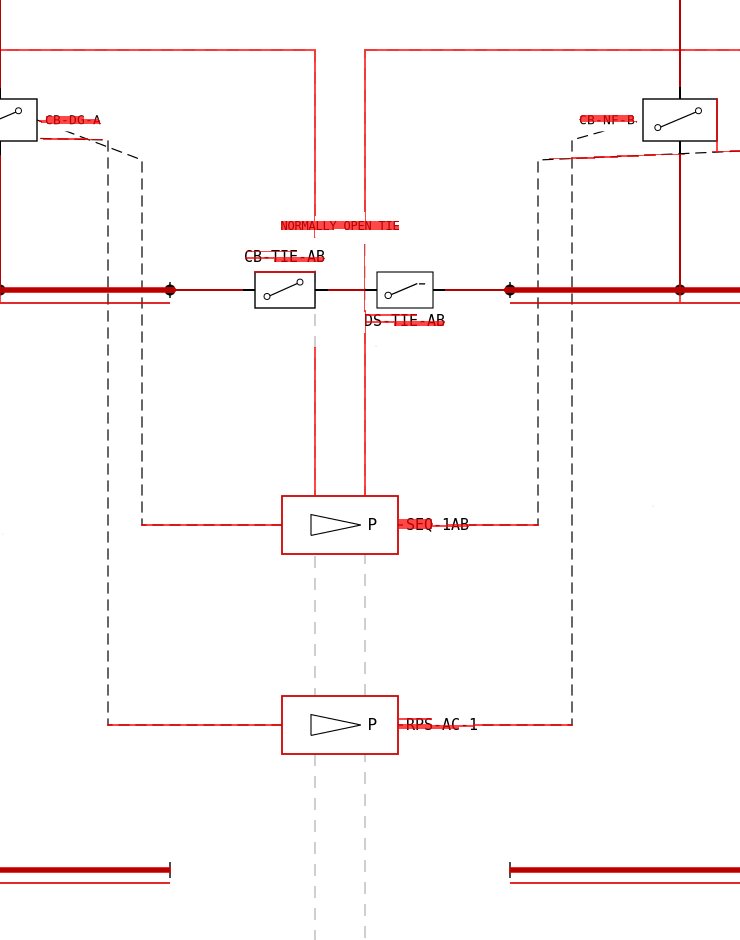 CB-DG-A
CB-NF-B
NORMALLY OPEN TIE
CB-TIE-AB
DS-TIE-AB
P
SEQ-1AB
P
RPS-AC-1